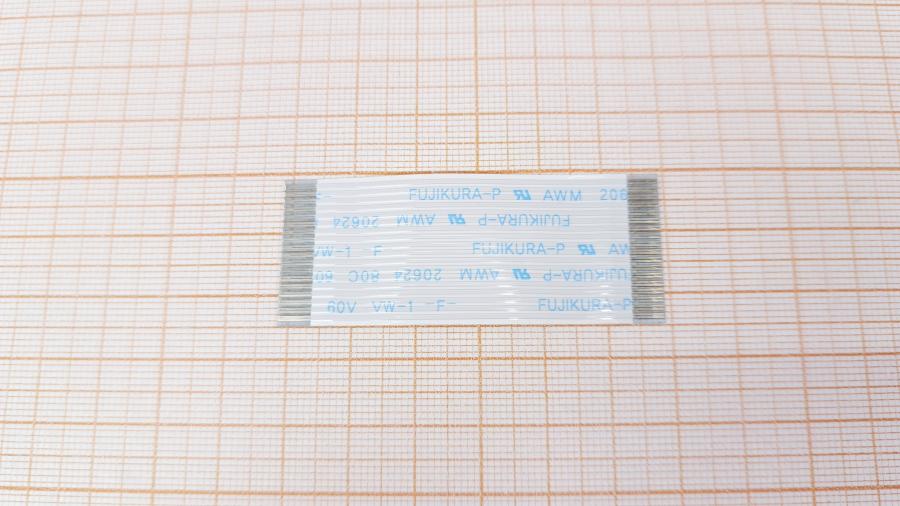 FUJIKURA-P AWM 206
FUJIKURA-P AWM 20624
VW-1 F FUJIKURA-P AW
FUJIKURA-P AWM 20624 80C 60
60V VW-1 -F- FUJIKURA-P